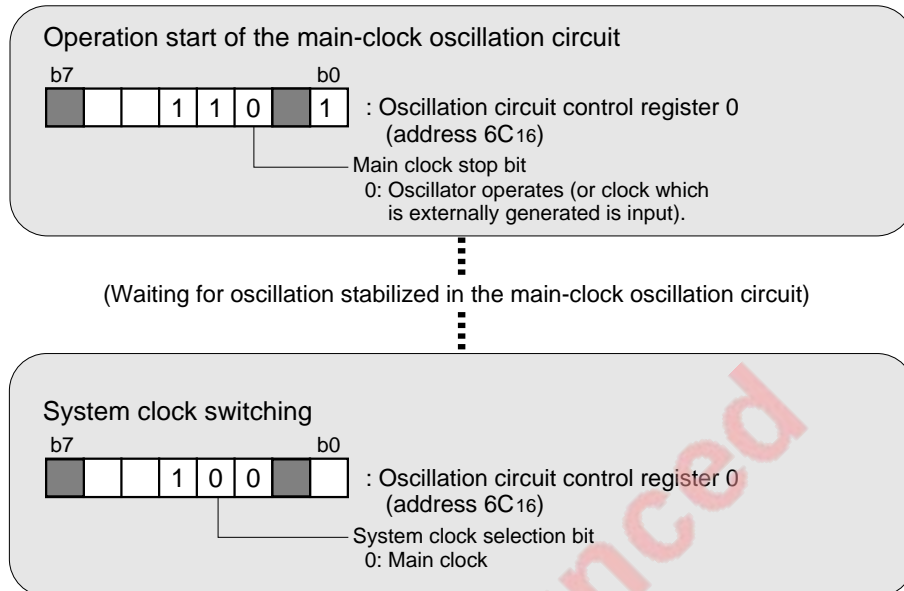 Operation start of the main-clock oscillation circuit
b7 b0
1 1 0 1 : Oscillation circuit control register 0
(address 6C16)
Main clock stop bit
0: Oscillator operates (or clock which
is externally generated is input).
(Waiting for oscillation stabilized in the main-clock oscillation circuit)
System clock switching
b7 b0
1 0 0 : Oscillation circuit control register 0
(address 6C16)
System clock selection bit
0: Main clock